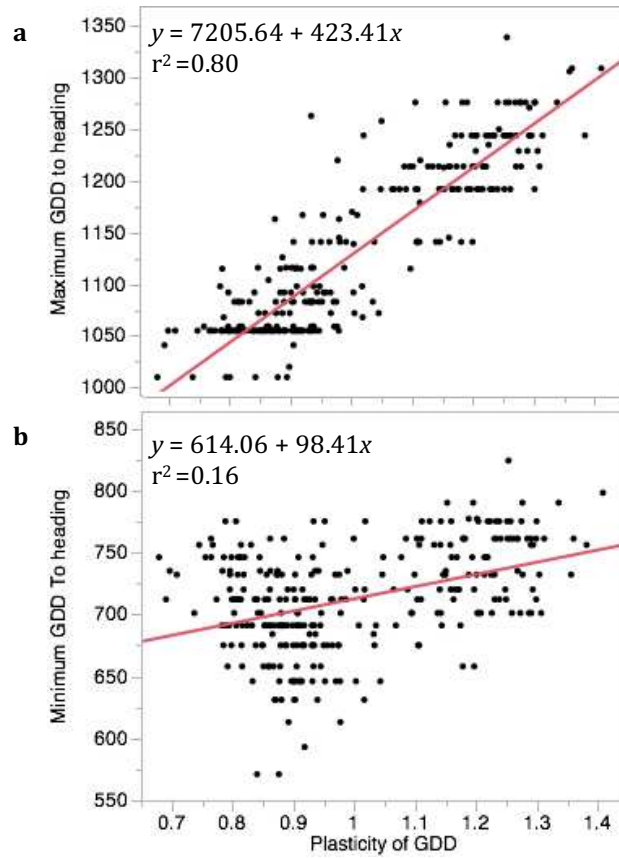 a
y = 7205.64 + 423.41x
r² =0.80
1350
1300
1250
1200
1150
1100
1050
1000
Maximum GDD to heading
b
y = 614.06 + 98.41x
r² =0.16
850
800
750
700
650
600
550
Minimum GDD To heading
0.7 0.8 0.9 1 1.1 1.2 1.3 1.4
Plasticity of GDD